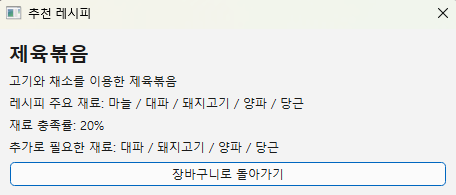 추천 레시피
제육볶음
고기와 채소를 이용한 제육볶음
레시피 주요 재료: 마늘 / 대파 / 돼지고기 / 양파 / 당근
재료 충족률: 20%
추가로 필요한 재료: 대파 / 돼지고기 / 양파 / 당근
장바구니로 돌아가기